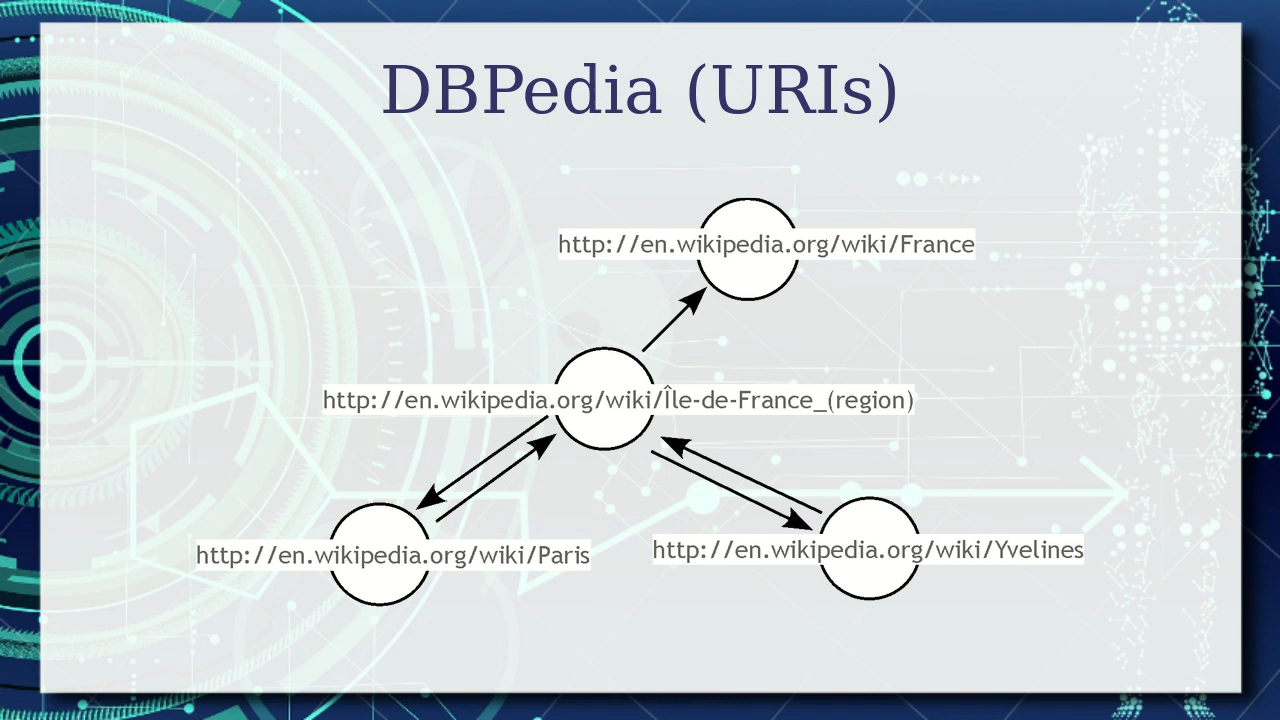 DBPedia (URIs)
http://en.wikipedia.org/wiki/France
http://en.wikipedia.org/wiki/Île-de-France_(region)
http://en.wikipedia.org/wiki/Paris
http://en.wikipedia.org/wiki/Yvelines